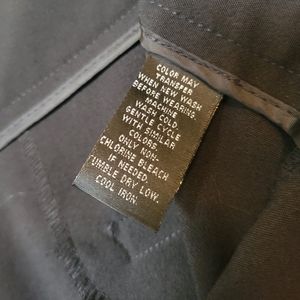 COLOR MAY
TRANSFER
WHEN NEW WASH
BEFORE WEARING.
MACHINE
WASH COLD
GENTLE CYCLE
WITH SIMILAR
COLORS
ONLY NON-
CHLORINE BLEACH
IF NEEDED.
TUMBLE DRY LOW.
COOL IRON.